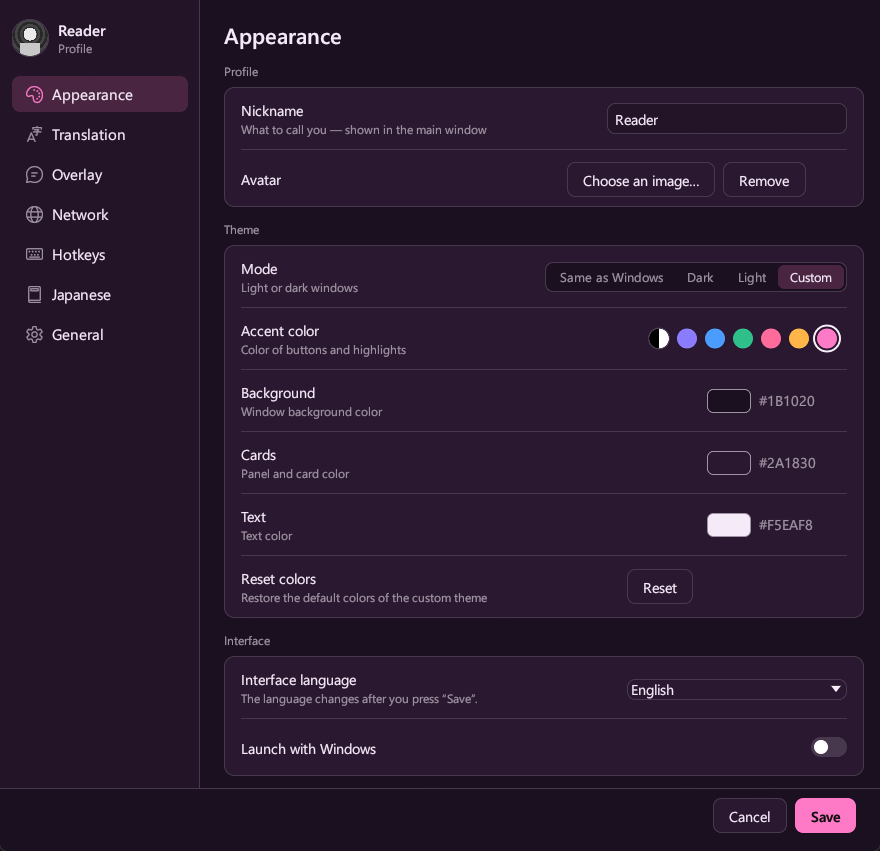 Reader
Profile
Appearance
Translation
Overlay
Network
Hotkeys
Japanese
General
Appearance
Profile
Nickname
What to call you — shown in the main window
Reader
Avatar
Choose an image...
Remove
Theme
Mode
Light or dark windows
Same as Windows
Dark
Light
Custom
Accent color
Color of buttons and highlights
Background
Window background color
#1B1020
Cards
Panel and card color
#2A1830
Text
Text color
#F5EAF8
Reset colors
Restore the default colors of the custom theme
Reset
Interface
Interface language
The language changes after you press “Save”.
English
Launch with Windows
Cancel
Save